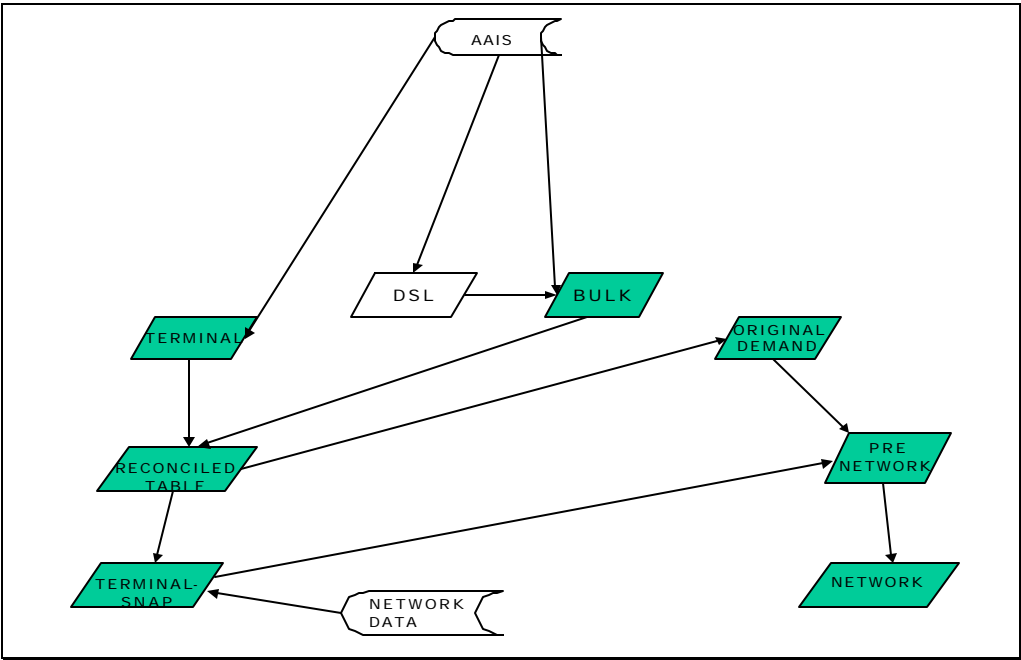 AAIS
DSL
BULK
TERMINAL
ORIGINAL
DEMAND
RECONCILED
TABLE
PRE
NETWORK
TERMINAL-
SNAP
NETWORK
DATA
NETWORK